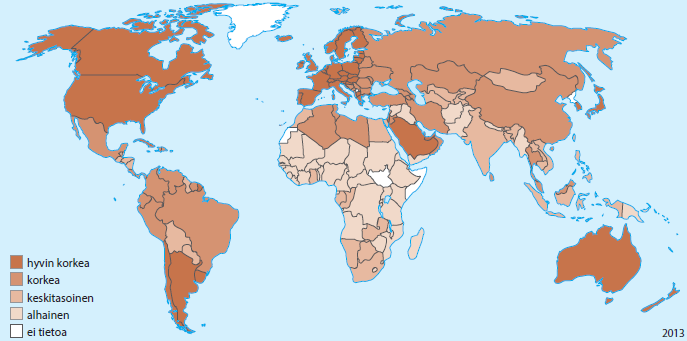 hyvin korkea
korkea
keskitasoinen
alhainen
ei tietoa
2013